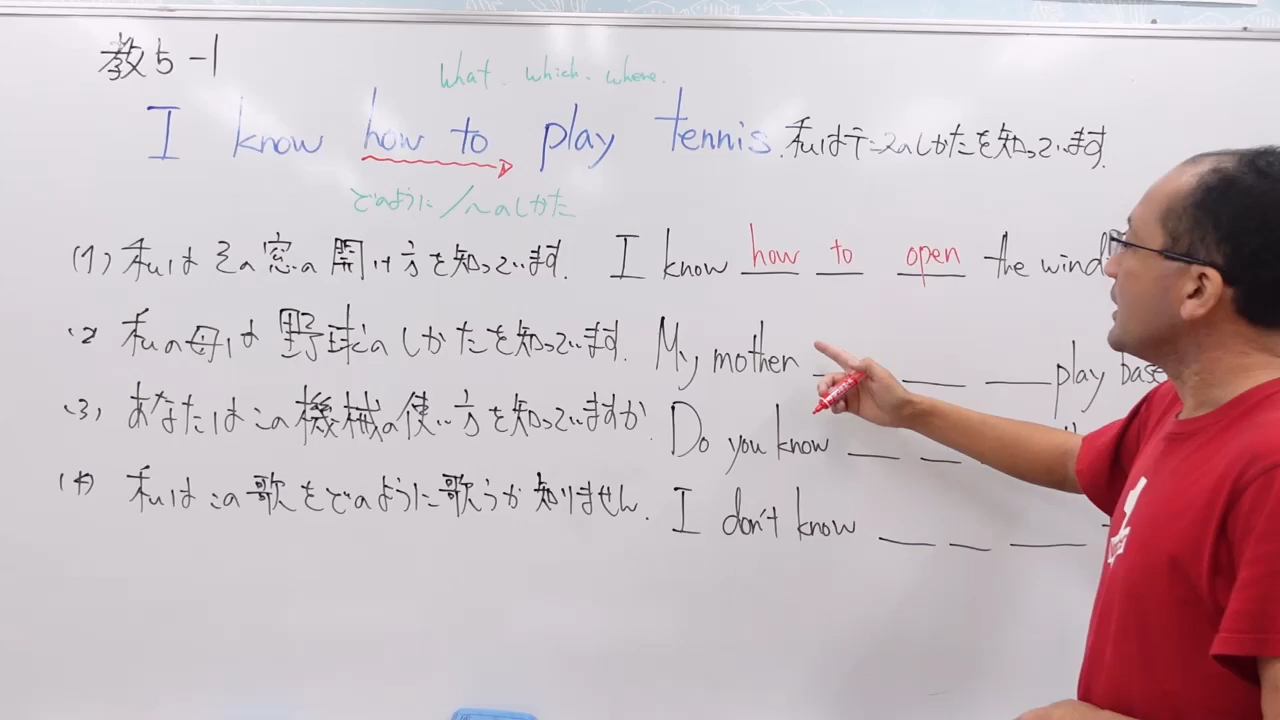 教5-1
what. which. where.
I know how to play tennis. 私はテニスのしかたを知っています.
どのように/〜のしかた
(1) 私はその窓の開け方を知っています. I know how to open the wind
(2) 私の母は野球のしかたを知っています. My mother ___ ___ ___ play base
(3) あなたはこの機械の使い方を知っていますか. Do you know ___ ___
(4) 私はこの歌をどのように歌うか知りません. I don't know ___ ___ ___